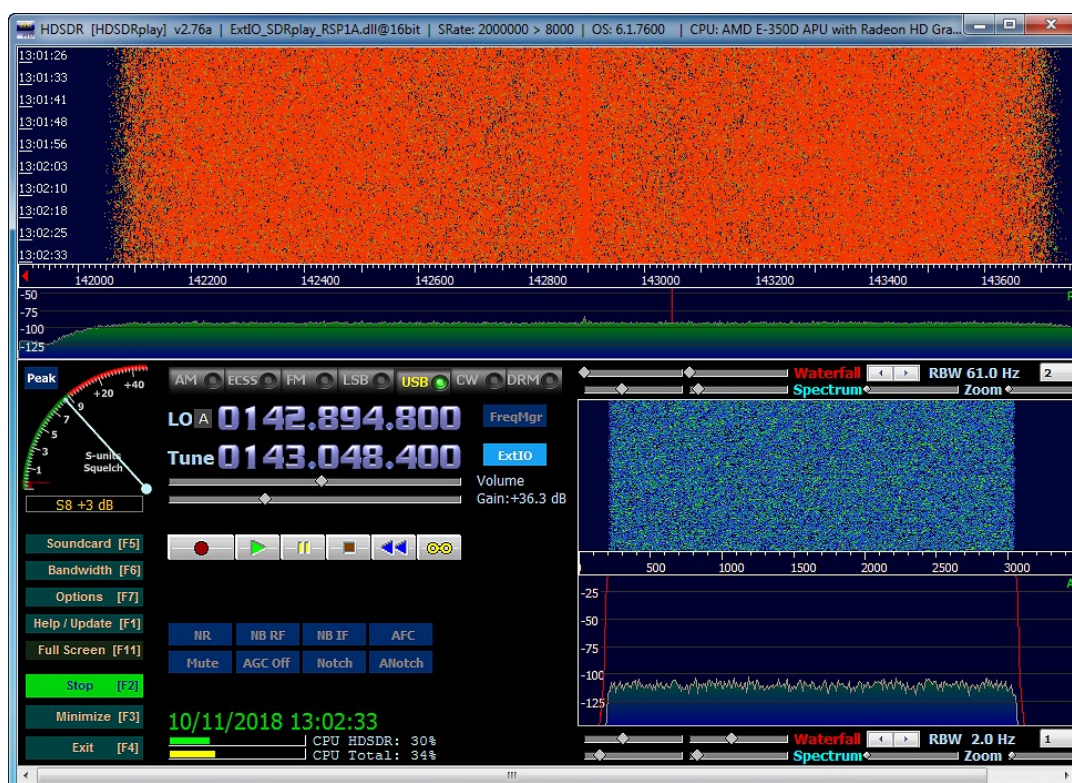 HDSDR [HDSDRplay] v2.76a | ExtIO_SDRplay_RSP1A.dll@16bit | SRate: 2000000 > 8000 | OS: 6.1.7600 | CPU: AMD E-350D APU with Radeon HD Gra...
13:01:26
13:01:33
13:01:41
13:01:48
13:01:56
13:02:03
13:02:10
13:02:18
13:02:25
13:02:33
142000 142200 142400 142600 142800 143000 143200 143400 143600
-50
-75
-100
-125
Peak
1 3 5 7 9 +20 +40
S-units
Squelch
S8 +3 dB
AM ECSS FM LSB USB CW DRM
LO A 0142.894.800 FreqMgr
Tune 0143.048.400 ExtIO
Volume
Gain:+36.3 dB
Waterfall RBW 61.0 Hz 2
Spectrum Zoom
Soundcard [F5]
Bandwidth [F6]
Options [F7]
Help / Update [F1]
Full Screen [F11]
Stop [F2]
Minimize [F3]
Exit [F4]
NR NB RF NB IF AFC
Mute AGC Off Notch ANotch
10/11/2018 13:02:33
CPU HDSDR: 30%
CPU Total: 34%
0 500 1000 1500 2000 2500 3000
-25
-50
-75
-100
-125
Waterfall RBW 2.0 Hz 1
Spectrum Zoom